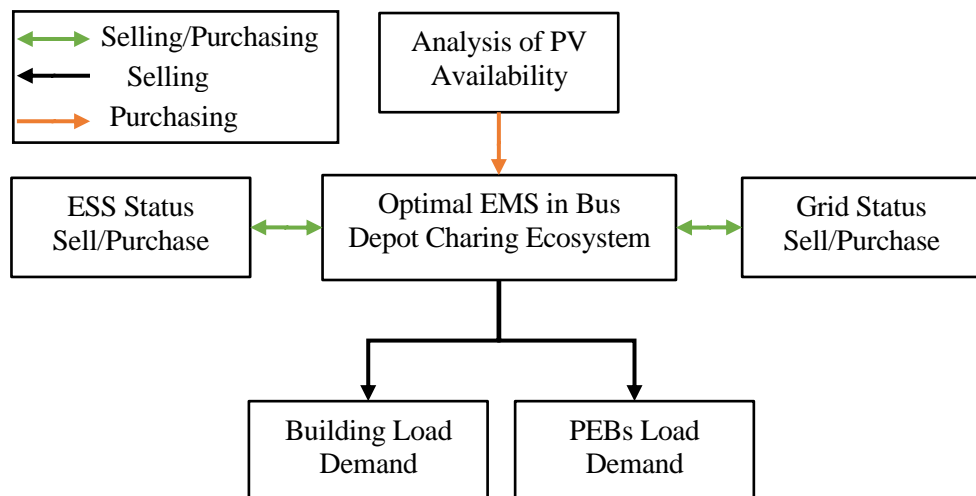 Selling/Purchasing
Selling
Purchasing
Analysis of PV
Availability
ESS Status
Sell/Purchase
Optimal EMS in Bus
Depot Charing Ecosystem
Grid Status
Sell/Purchase
Building Load
Demand
PEBs Load
Demand